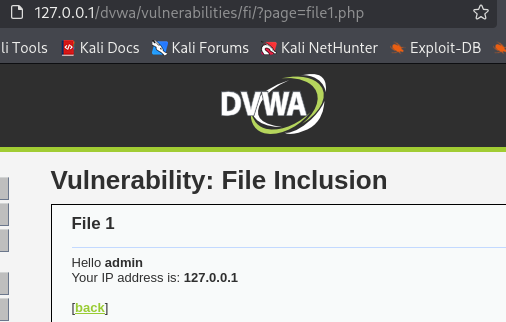 127.0.0.1/dvwa/vulnerabilities/fi/?page=file1.php
li Tools Kali Docs Kali Forums Kali NetHunter Exploit-DB
DVWA
Vulnerability: File Inclusion
File 1
Hello admin
Your IP address is: 127.0.0.1
[back]